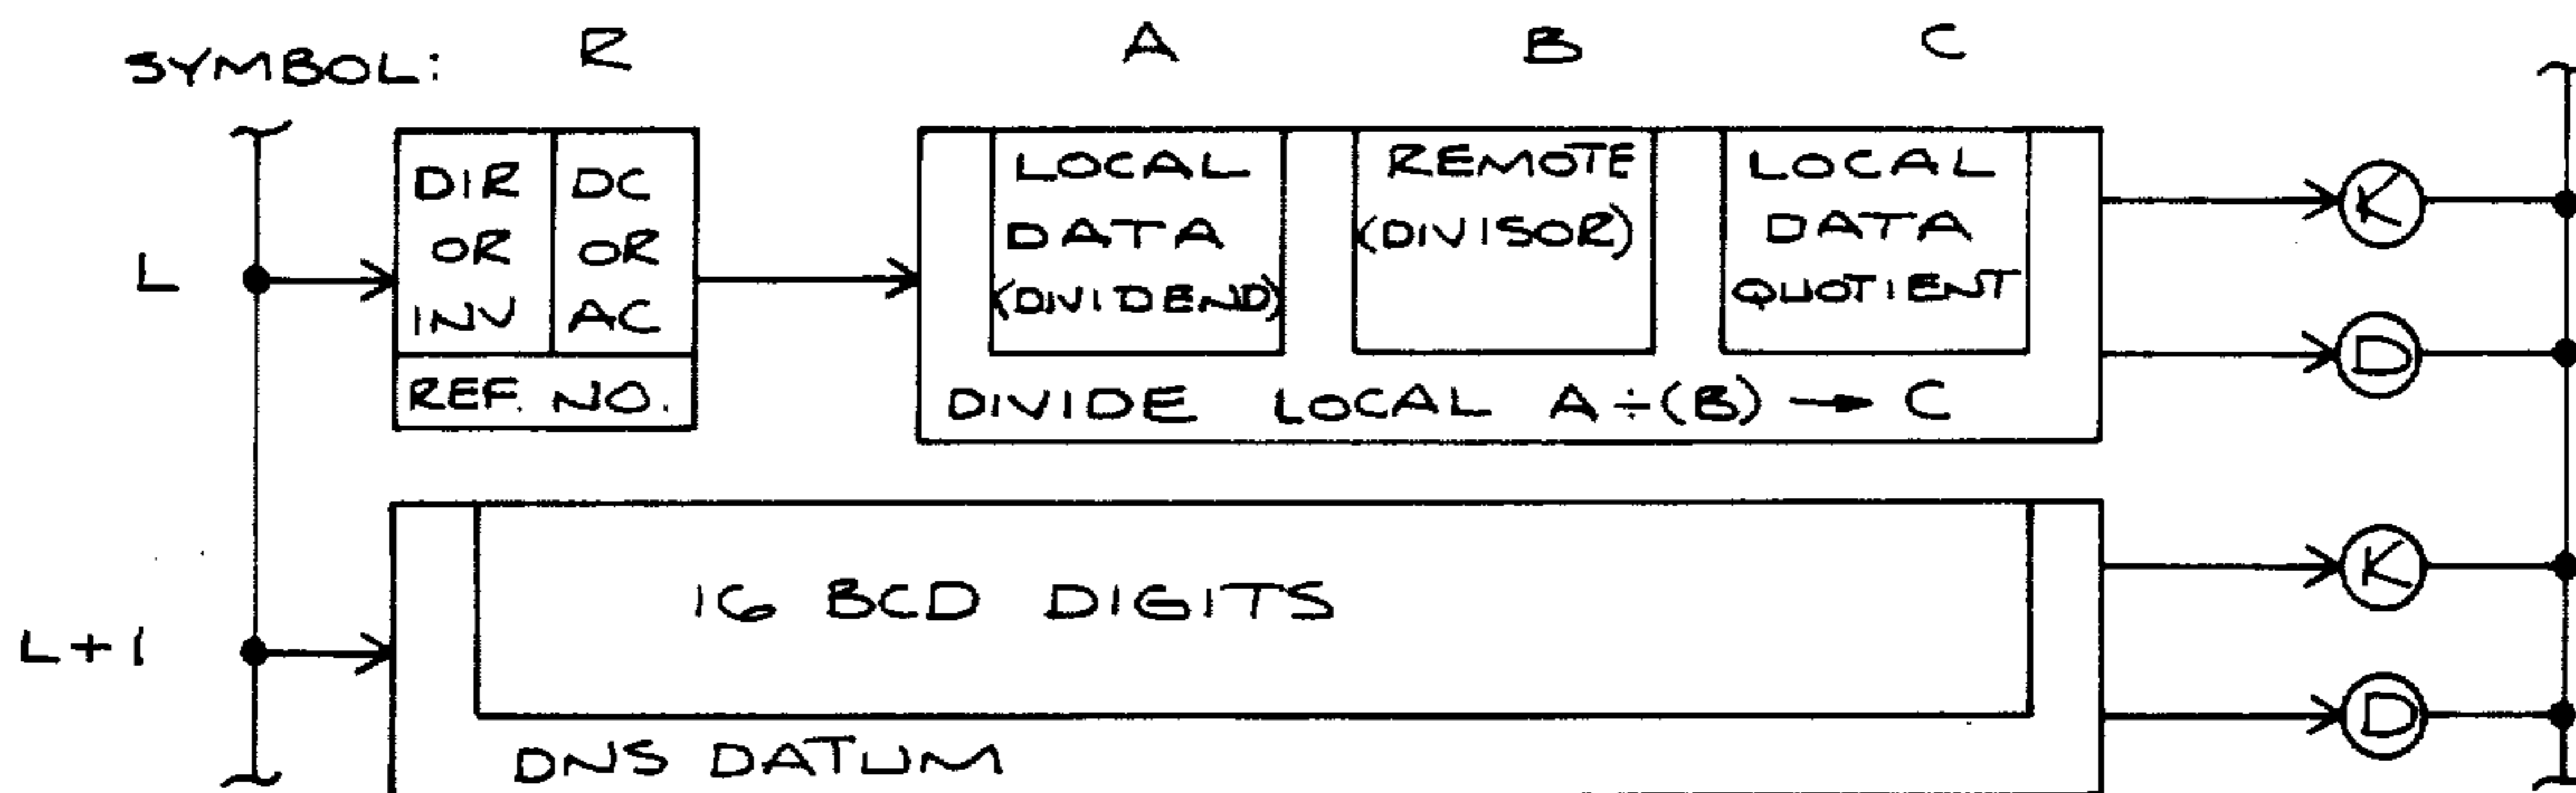 SYMBOL: R A B C
L
DIR OR INV
DC OR AC
REF. NO.
LOCAL DATA (DIVIDEND)
REMOTE (DIVISOR)
LOCAL DATA QUOTIENT
DIVIDE LOCAL A ÷ (B) → C
K
D
L + 1
16 BCD DIGITS
DNS DATUM
K
D